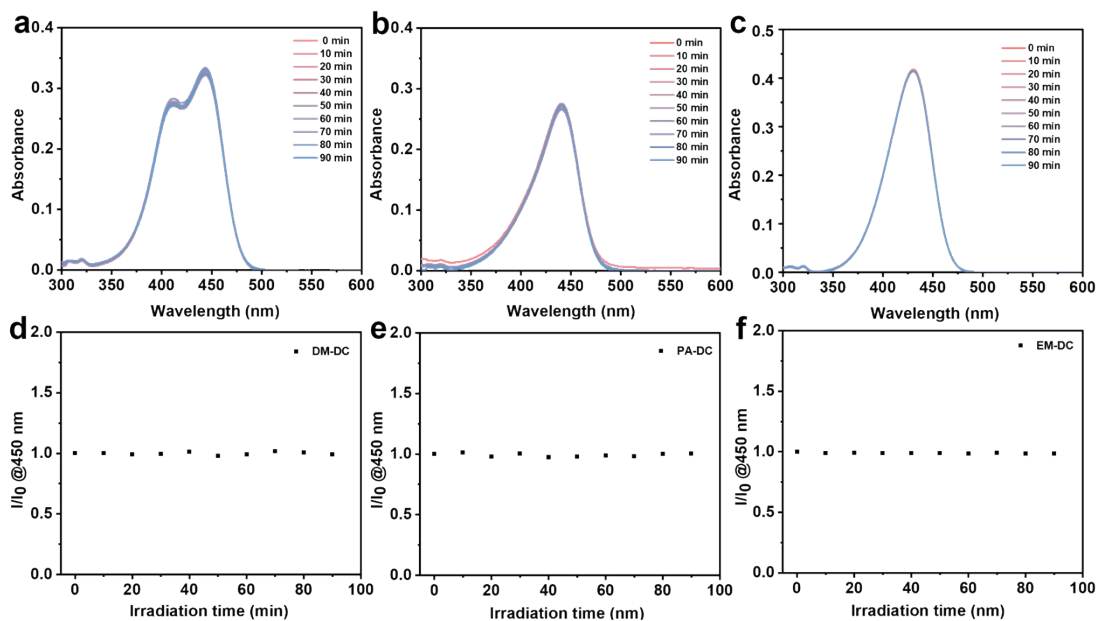 a
0.4
0.3
0.2
0.1
0.0
Absorbance
0 min
10 min
20 min
30 min
40 min
50 min
60 min
70 min
80 min
90 min
300 350 400 450 500 550 600
Wavelength (nm)
b
0.4
0.3
0.2
0.1
0.0
Absorbance
0 min
10 min
20 min
30 min
40 min
50 min
60 min
70 min
80 min
90 min
300 350 400 450 500 550 600
Wavelength (nm)
c
0.5
0.4
0.3
0.2
0.1
0.0
Absorbance
0 min
10 min
20 min
30 min
40 min
50 min
60 min
70 min
80 min
90 min
300 350 400 450 500 550 600
Wavelength (nm)
d
2.0
1.5
1.0
0.5
0.0
I/I0 @450 nm
DM-DC
0 20 40 60 80 100
Irradiation time (min)
e
2.0
1.5
1.0
0.5
0.0
I/I0 @450 nm
PA-DC
0 20 40 60 80 100
Irradiation time (nm)
f
2.0
1.5
1.0
0.5
0.0
I/I0 @450 nm
EM-DC
0 20 40 60 80 100
Irradiation time (nm)